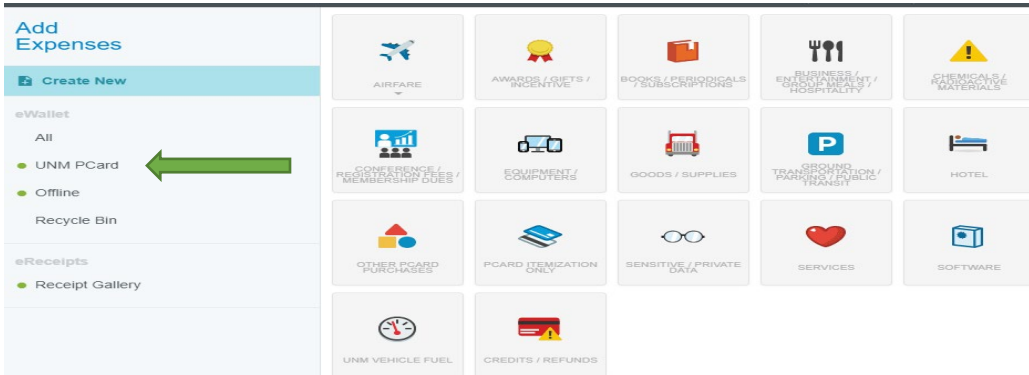 Add
Expenses
Create New
eWallet
All
UNM PCard
Offline
Recycle Bin
eReceipts
Receipt Gallery
AIRFARE
AWARDS / GIFTS /
INCENTIVE
BOOKS / PERIODICALS
/ SUBSCRIPTIONS
BUSINESS /
ENTERTAINMENT /
GROUP MEALS /
HOSPITALITY
CHEMICALS /
RADIOACTIVE
MATERIALS
CONFERENCE /
REGISTRATION FEES /
MEMBERSHIP DUES
EQUIPMENT /
COMPUTERS
GOODS / SUPPLIES
P
GROUND
TRANSPORTATION /
PARKING / PUBLIC
TRANSIT
HOTEL
OTHER PCARD
PURCHASES
PCARD ITEMIZATION
ONLY
SENSITIVE / PRIVATE
DATA
SERVICES
SOFTWARE
UNM VEHICLE FUEL
CREDITS / REFUNDS